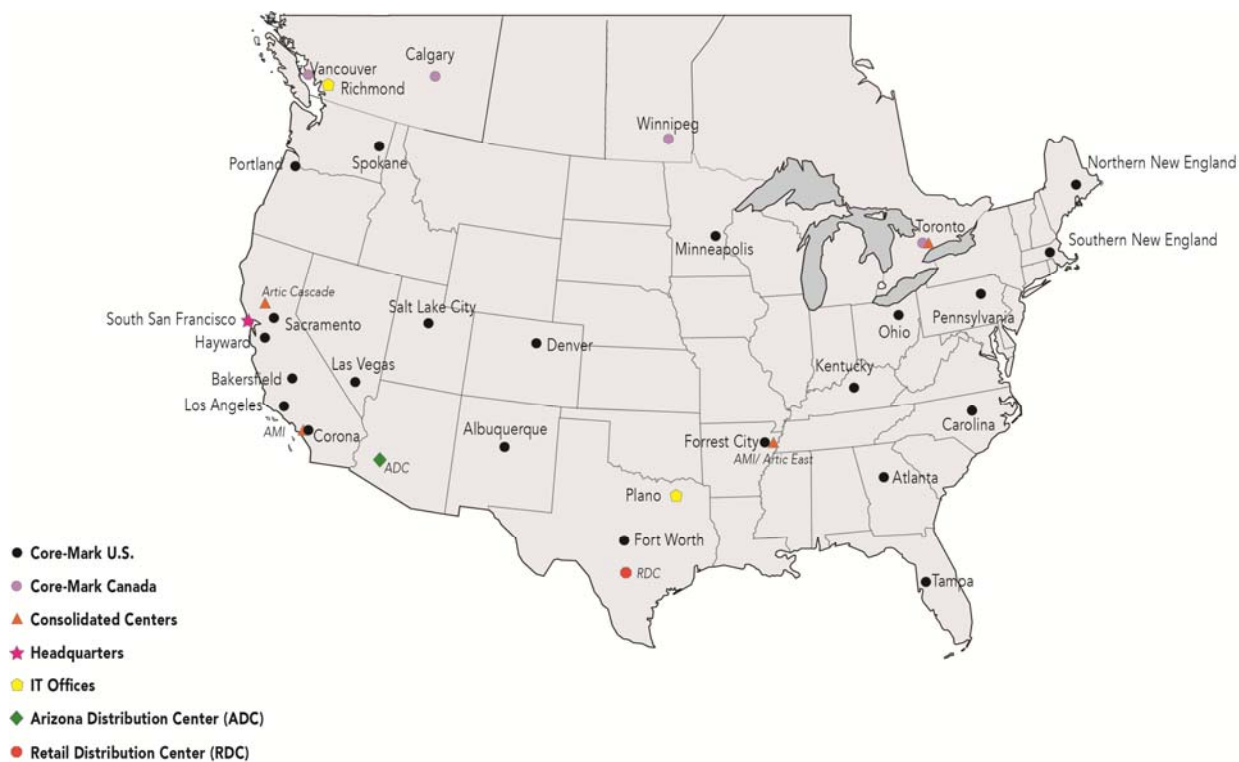 Calgary
Vancouver
Richmond
Winnipeg
Portland
Spokane
Northern New England
Minneapolis
Toronto
Southern New England
Artic Cascade
Salt Lake City
South San Francisco
Sacramento
Pennsylvania
Ohio
Hayward
Denver
Las Vegas
Kentucky
Bakersfield
Los Angeles
AMI
Corona
Albuquerque
Forrest City
Carolina
AMI/ Artic East
ADC
Atlanta
Plano
Fort Worth
RDC
Tampa
Core-Mark U.S.
Core-Mark Canada
Consolidated Centers
Headquarters
IT Offices
Arizona Distribution Center (ADC)
Retail Distribution Center (RDC)